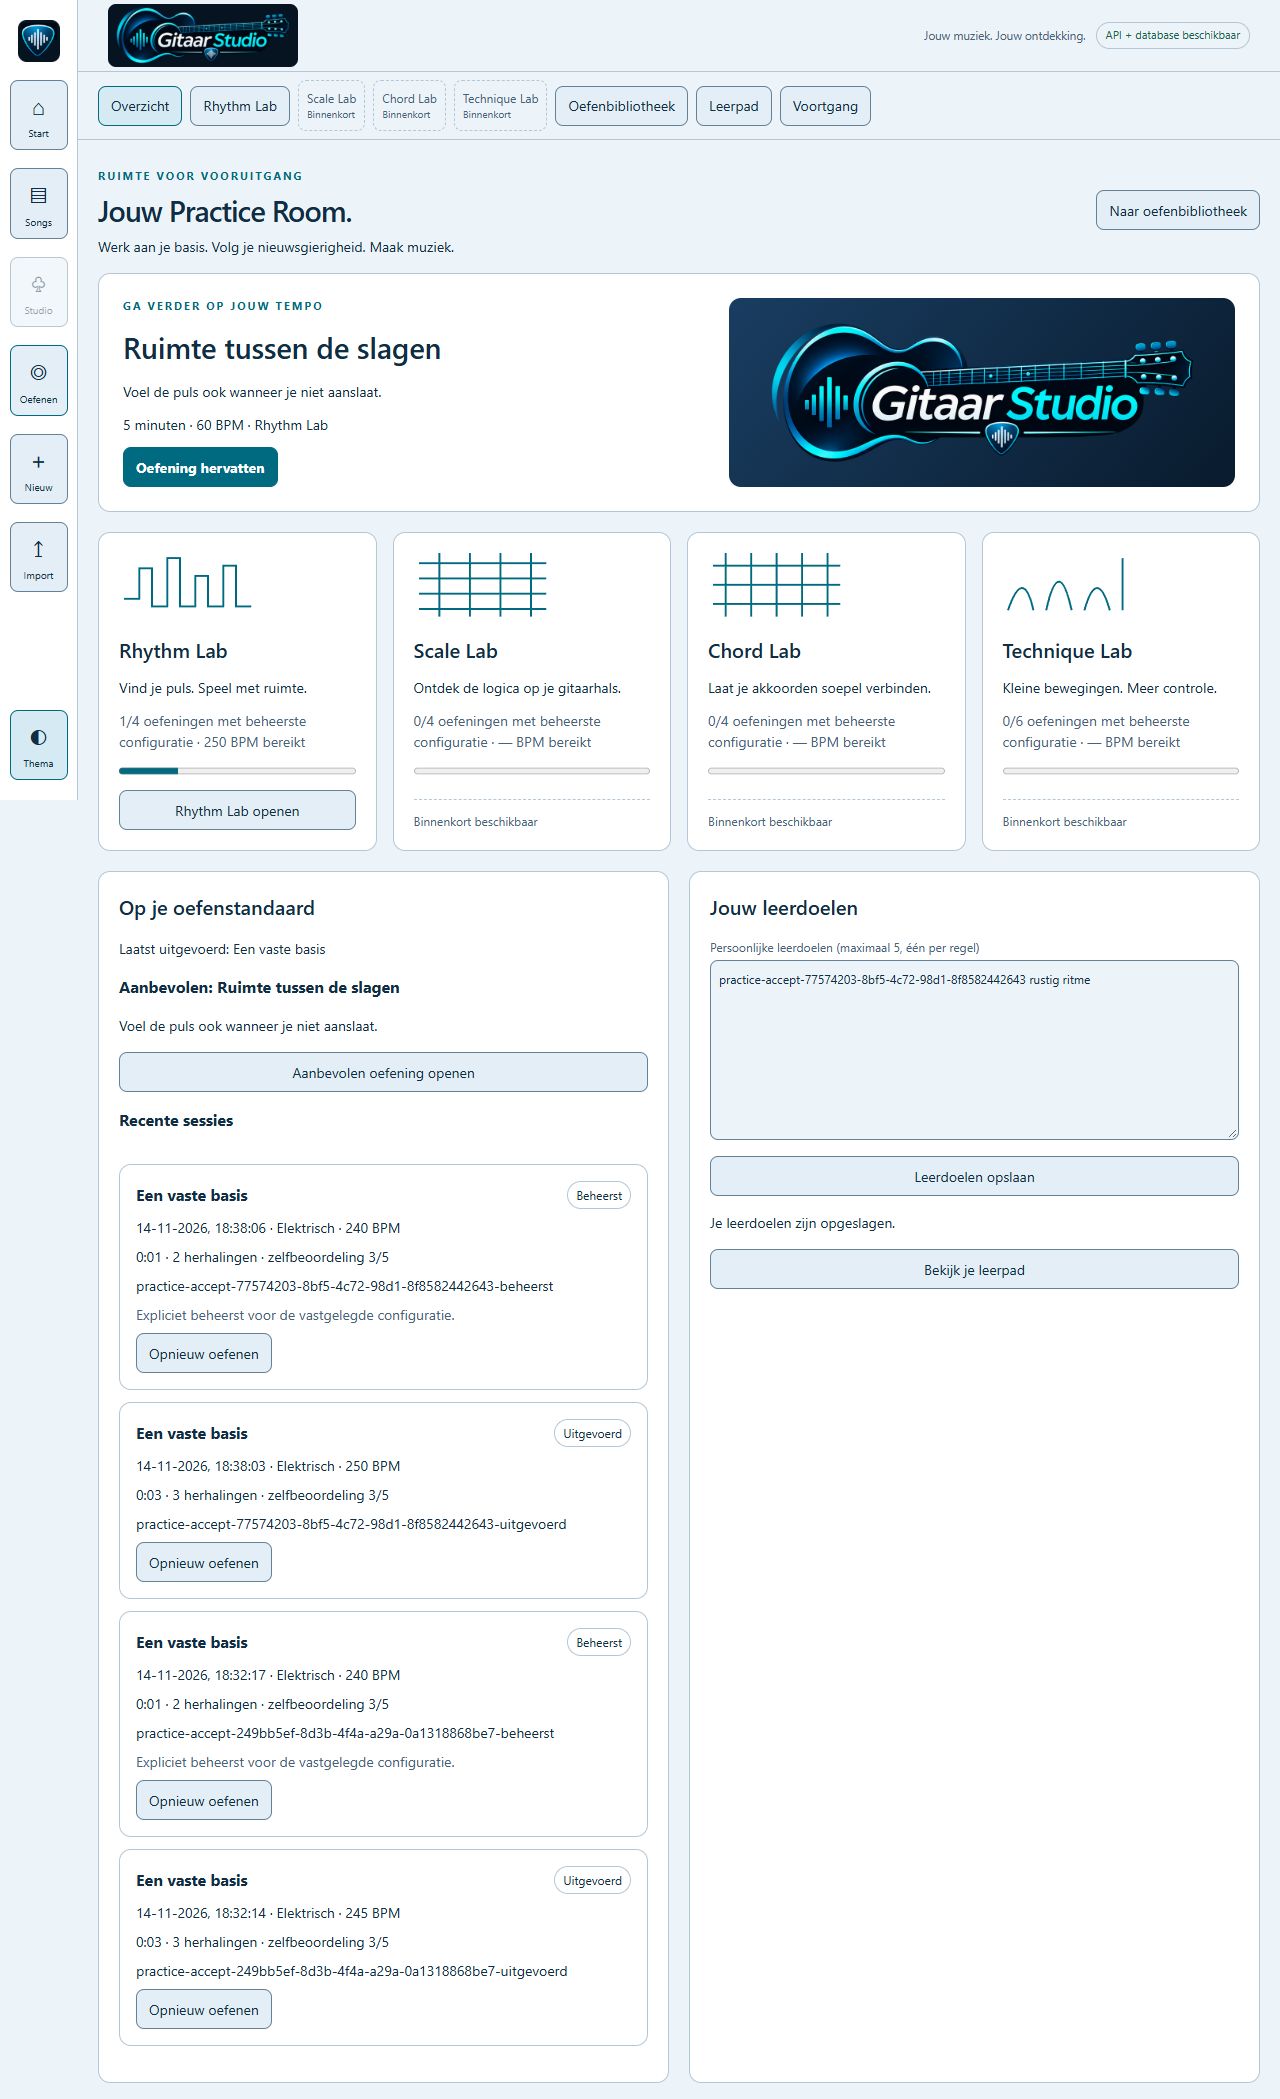 Gitaar Studio
Jouw muziek. Jouw ontdekking.
API + database beschikbaar
Start
Songs
Studio
Oefenen
Nieuw
Import
Thema
Overzicht
Rhythm Lab
Scale Lab
Binnenkort
Chord Lab
Binnenkort
Technique Lab
Binnenkort
Oefenbibliotheek
Leerpad
Voortgang
RUIMTE VOOR VOORUITGANG
Jouw Practice Room.
Werk aan je basis. Volg je nieuwsgierigheid. Maak muziek.
Naar oefenbibliotheek
GA VERDER OP JOUW TEMPO
Ruimte tussen de slagen
Voel de puls ook wanneer je niet aanslaat.
5 minuten · 60 BPM · Rhythm Lab
Oefening hervatten
Gitaar Studio
Rhythm Lab
Vind je puls. Speel met ruimte.
1/4 oefeningen met beheerste
configuratie · 250 BPM bereikt
Rhythm Lab openen
Scale Lab
Ontdek de logica op je gitaarhals.
0/4 oefeningen met beheerste
configuratie · — BPM bereikt
Binnenkort beschikbaar
Chord Lab
Laat je akkoorden soepel verbinden.
0/4 oefeningen met beheerste
configuratie · — BPM bereikt
Binnenkort beschikbaar
Technique Lab
Kleine bewegingen. Meer controle.
0/6 oefeningen met beheerste
configuratie · — BPM bereikt
Binnenkort beschikbaar
Op je oefenstandaard
Laatst uitgevoerd: Een vaste basis
Aanbevolen: Ruimte tussen de slagen
Voel de puls ook wanneer je niet aanslaat.
Aanbevolen oefening openen
Recente sessies
Een vaste basis
Beheerst
14-11-2026, 18:38:06 · Elektrisch · 240 BPM
0:01 · 2 herhalingen · zelfbeoordeling 3/5
practice-accept-77574203-8bf5-4c72-98d1-8f8582442643-beheerst
Expliciet beheerst voor de vastgelegde configuratie.
Opnieuw oefenen
Een vaste basis
Uitgevoerd
14-11-2026, 18:38:03 · Elektrisch · 250 BPM
0:03 · 3 herhalingen · zelfbeoordeling 3/5
practice-accept-77574203-8bf5-4c72-98d1-8f8582442643-uitgevoerd
Opnieuw oefenen
Een vaste basis
Beheerst
14-11-2026, 18:32:17 · Elektrisch · 240 BPM
0:01 · 2 herhalingen · zelfbeoordeling 3/5
practice-accept-249bb5ef-8d3b-4f4a-a29a-0a1318868be7-beheerst
Expliciet beheerst voor de vastgelegde configuratie.
Opnieuw oefenen
Een vaste basis
Uitgevoerd
14-11-2026, 18:32:14 · Elektrisch · 245 BPM
0:03 · 3 herhalingen · zelfbeoordeling 3/5
practice-accept-249bb5ef-8d3b-4f4a-a29a-0a1318868be7-uitgevoerd
Opnieuw oefenen
Jouw leerdoelen
Persoonlijke leerdoelen (maximaal 5, één per regel)
practice-accept-77574203-8bf5-4c72-98d1-8f8582442643 rustig ritme
Leerdoelen opslaan
Je leerdoelen zijn opgeslagen.
Bekijk je leerpad